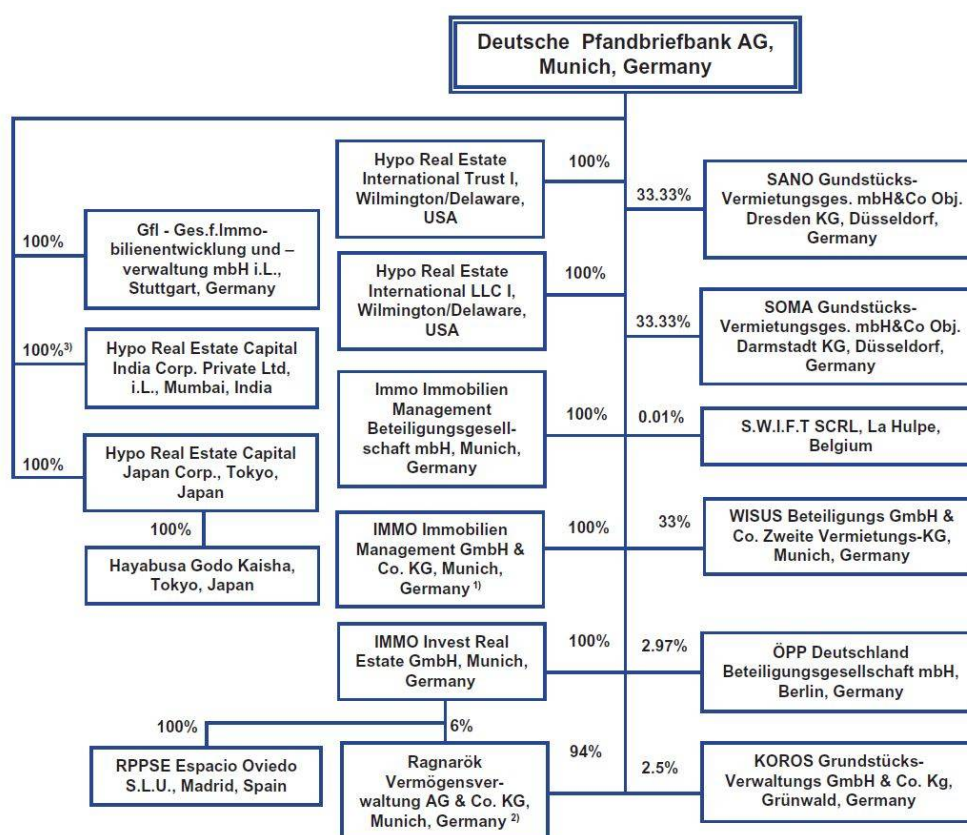 Deutsche Pfandbriefbank AG,
Munich, Germany
100%
Gfl - Ges.f.Immo-
bilienentwicklung und –
verwaltung mbH i.L.,
Stuttgart, Germany
100%3)
Hypo Real Estate Capital
India Corp. Private Ltd,
i.L., Mumbai, India
100%
Hypo Real Estate Capital
Japan Corp., Tokyo,
Japan
100%
Hayabusa Godo Kaisha,
Tokyo, Japan
Hypo Real Estate
International Trust I,
Wilmington/Delaware,
USA
100%
Hypo Real Estate
International LLC I,
Wilmington/Delaware,
USA
100%
Immo Immobilien
Management
Beteiligungsgesell-
schaft mbH, Munich,
Germany
100%
IMMO Immobilien
Management GmbH &
Co. KG, Munich,
Germany 1)
100%
IMMO Invest Real
Estate GmbH, Munich,
Germany
100%
100%
RPPSE Espacio Oviedo
S.L.U., Madrid, Spain
6%
Ragnarök
Vermögensver-
waltung AG & Co. KG,
Munich, Germany 2)
94%
33.33%
SANO Gundstücks-
Vermietungsges. mbH&Co Obj.
Dresden KG, Düsseldorf,
Germany
33.33%
SOMA Gundstücks-
Vermietungsges. mbH&Co Obj.
Darmstadt KG, Düsseldorf,
Germany
0.01%
S.W.I.F.T SCRL, La Hulpe,
Belgium
33%
WISUS Beteiligungs GmbH &
Co. Zweite Vermietungs-KG,
Munich, Germany
2.97%
ÖPP Deutschland
Beteiligungsgesellschaft mbH,
Berlin, Germany
2.5%
KOROS Grundstücks-
Verwaltungs GmbH & Co. Kg,
Grünwald, Germany